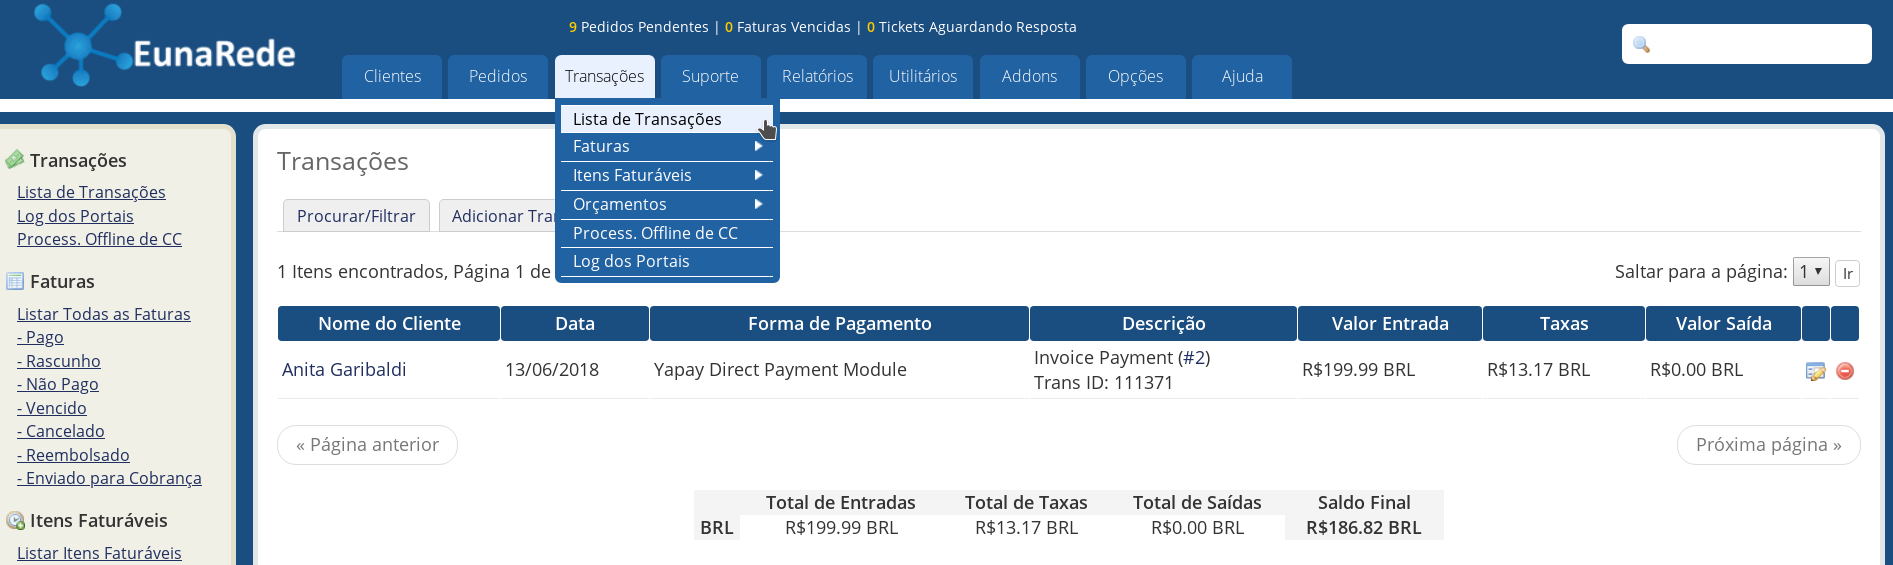 9 Pedidos Pendentes | 0 Faturas Vencidas | 0 Tickets Aguardando Resposta
EunaRede
Clientes Pedidos Transações Suporte Relatórios Utilitários Addons Opções Ajuda
Lista de Transações
Faturas
Itens Faturáveis
Orçamentos
Process. Offline de CC
Log dos Portais
Transações
Lista de Transações
Log dos Portais
Process. Offline de CC
Faturas
Listar Todas as Faturas
- Pago
- Rascunho
- Não Pago
- Vencido
- Cancelado
- Reembolsado
- Enviado para Cobrança
Itens Faturáveis
Listar Itens Faturáveis
Transações
Procurar/Filtrar Adicionar
1 Itens encontrados, Página 1 de
Saltar para a página: 1 Ir
Nome do Cliente Data Forma de Pagamento Descrição Valor Entrada Taxas Valor Saída
Anita Garibaldi 13/06/2018 Yapay Direct Payment Module Invoice Payment (#2) R$199.99 BRL R$13.17 BRL R$0.00 BRL
Trans ID: 111371
« Página anterior Próxima página »
Total de Entradas Total de Taxas Total de Saídas Saldo Final
BRL R$199.99 BRL R$13.17 BRL R$0.00 BRL R$186.82 BRL